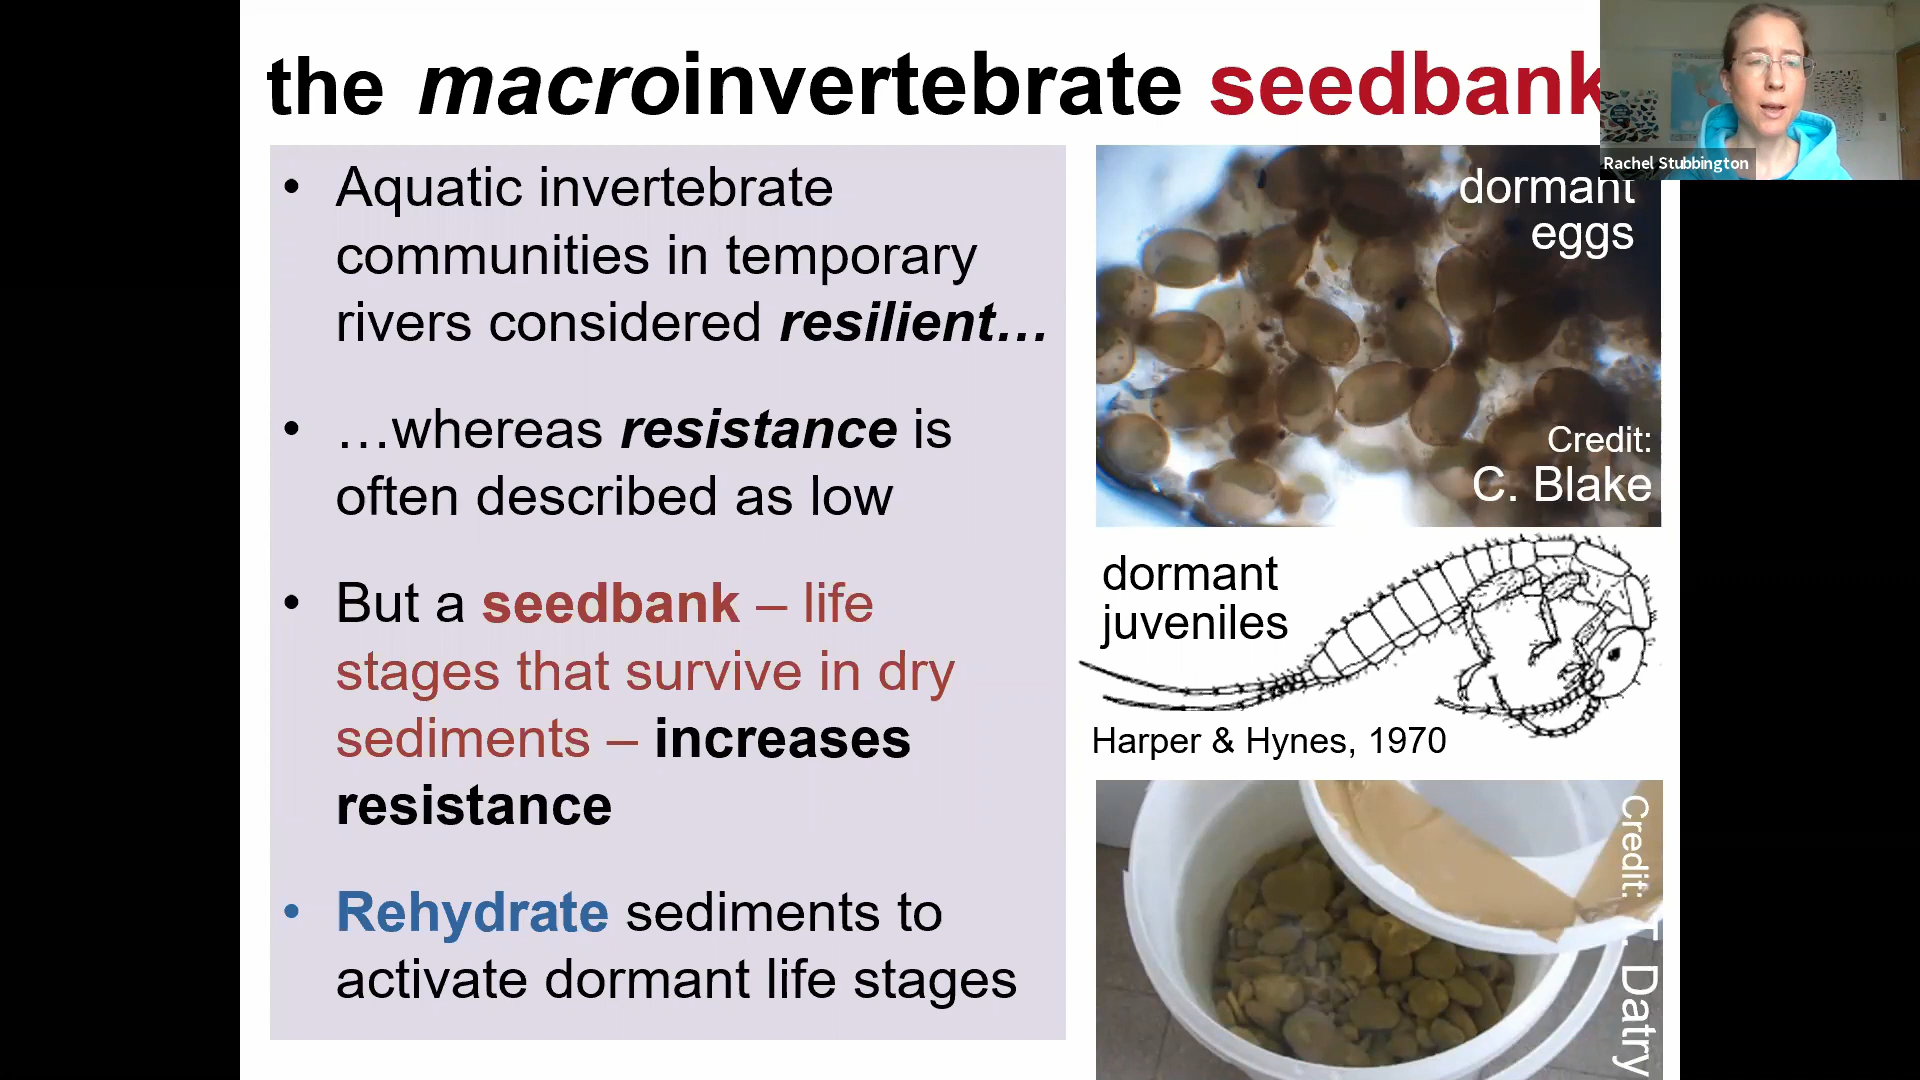 the macroinvertebrate seedbank
Rachel Stubbington
• Aquatic invertebrate
communities in temporary
rivers considered resilient…
• …whereas resistance is
often described as low
• But a seedbank – life
stages that survive in dry
sediments – increases
resistance
• Rehydrate sediments to
activate dormant life stages
dormant
eggs
Credit:
C. Blake
dormant
juveniles
Harper & Hynes, 1970
Credit: T. Datry